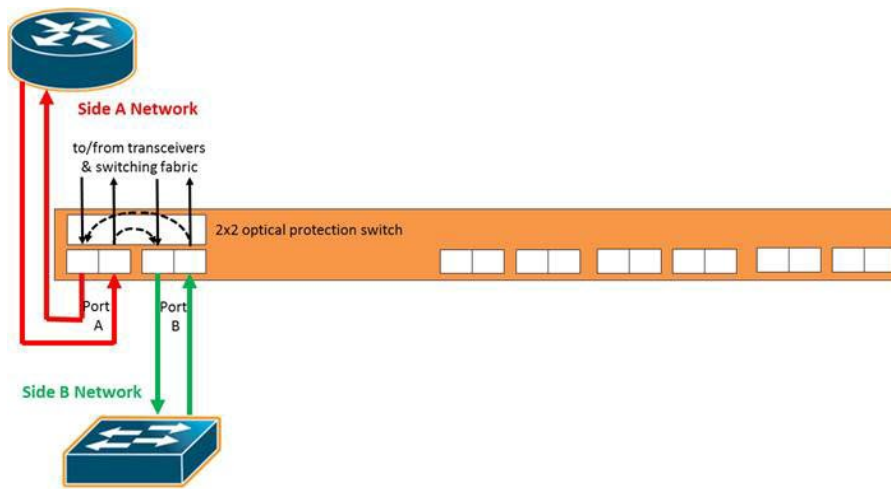 Side A Network
to/from transceivers
& switching fabric
2x2 optical protection switch
Port
A
Port
B
Side B Network